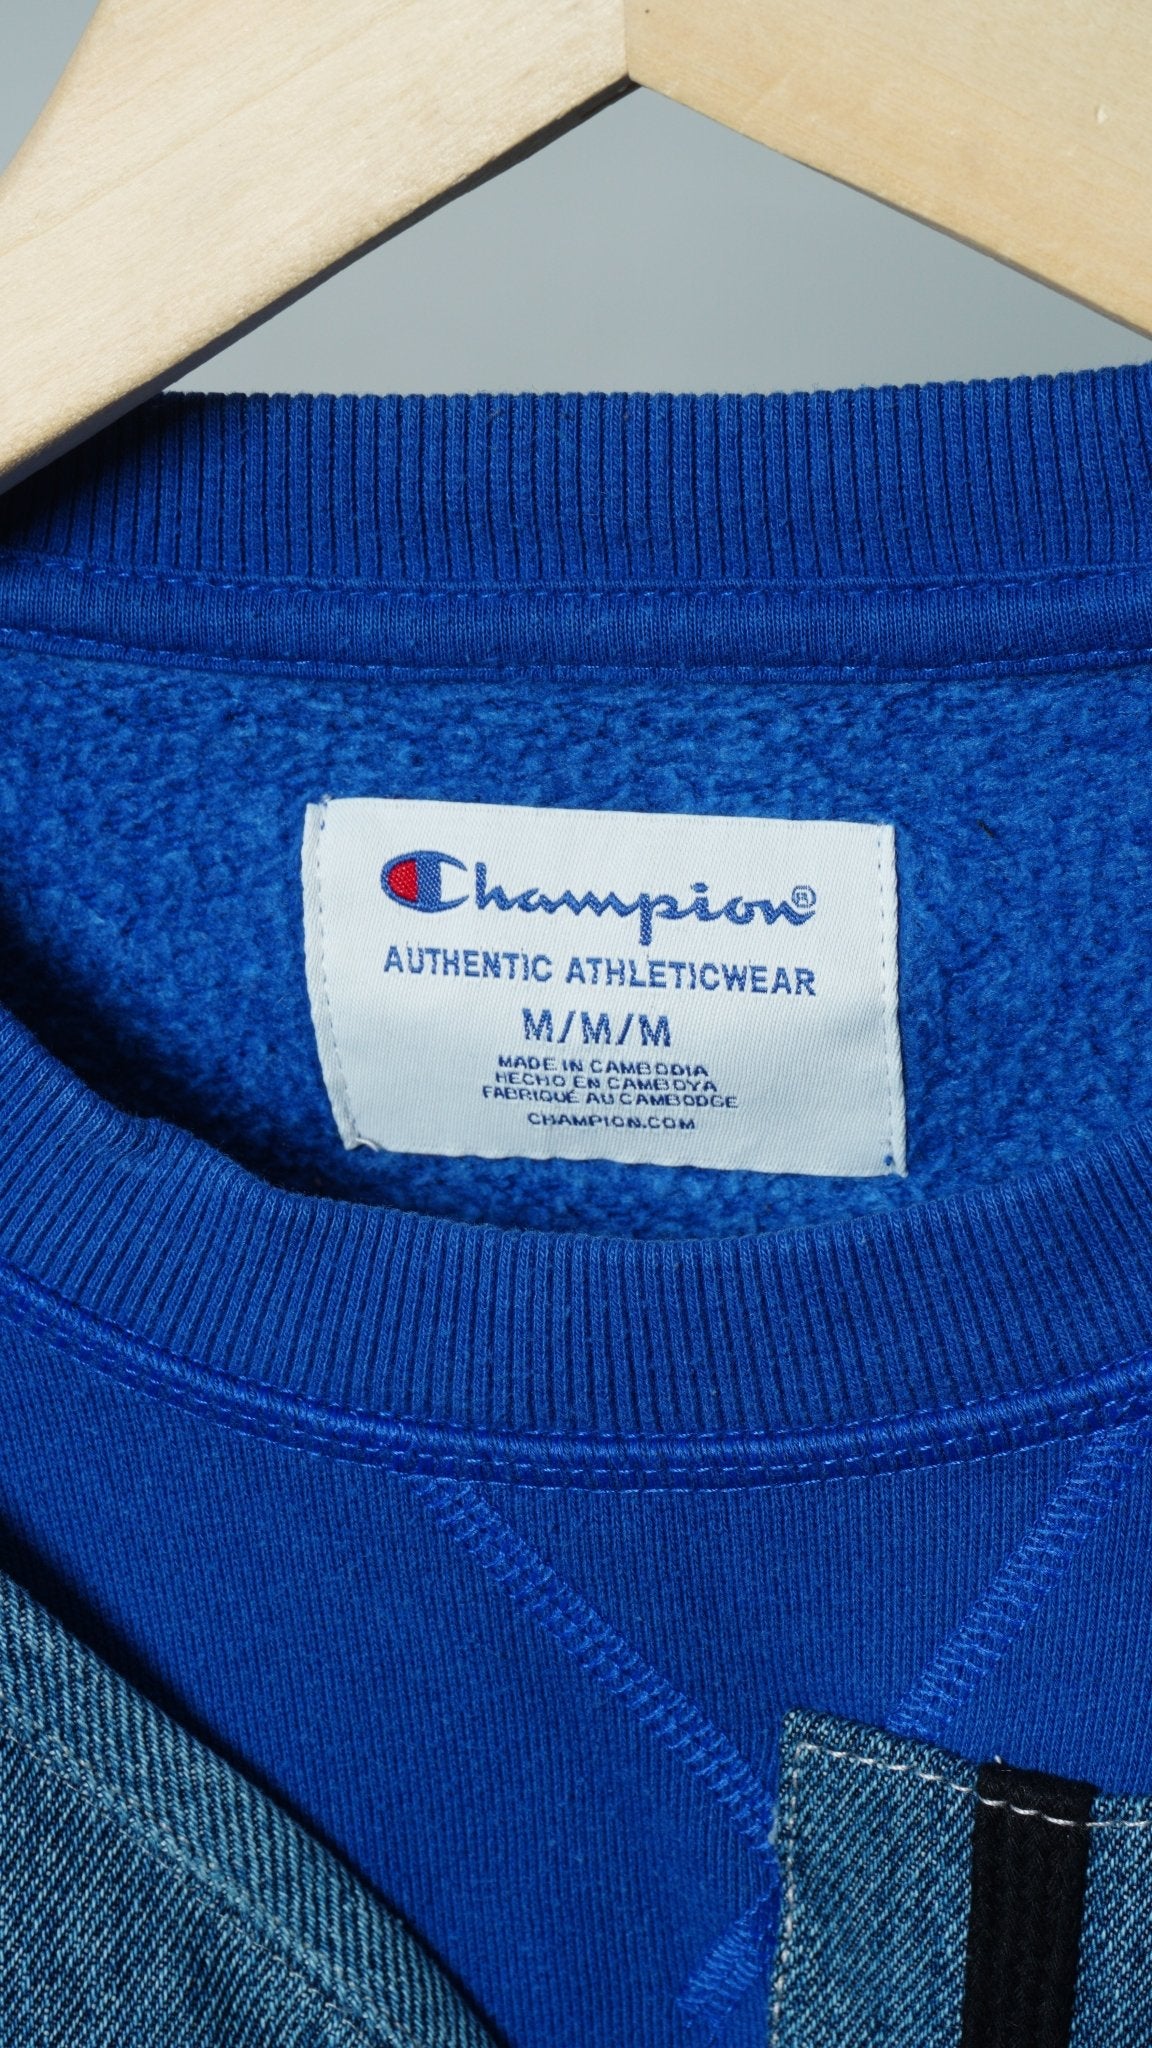 Champion®
AUTHENTIC ATHLETICWEAR
M/M/M
MADE IN CAMBODIA
HECHO EN CAMBOYA
FABRIQUÉ AU CAMBODGE
CHAMPION.COM